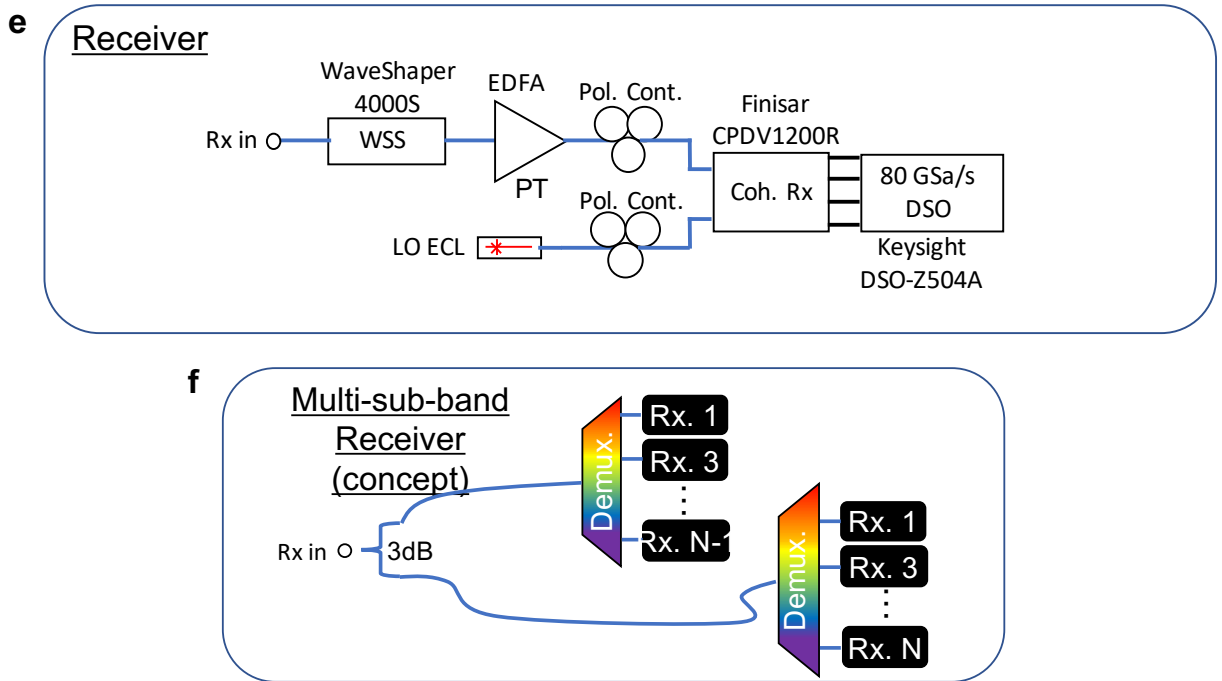 e
Receiver
WaveShaper
4000S
EDFA
Pol. Cont.
Finisar
CPDV1200R
Rx in
WSS
PT
Coh. Rx
80 GSa/s
DSO
Pol. Cont.
LO ECL
Keysight
DSO-Z504A
f
Multi-sub-band
Receiver
(concept)
Rx in
3dB
Demux.
Rx. 1
Rx. 3
Rx. N-1
Demux.
Rx. 1
Rx. 3
Rx. N